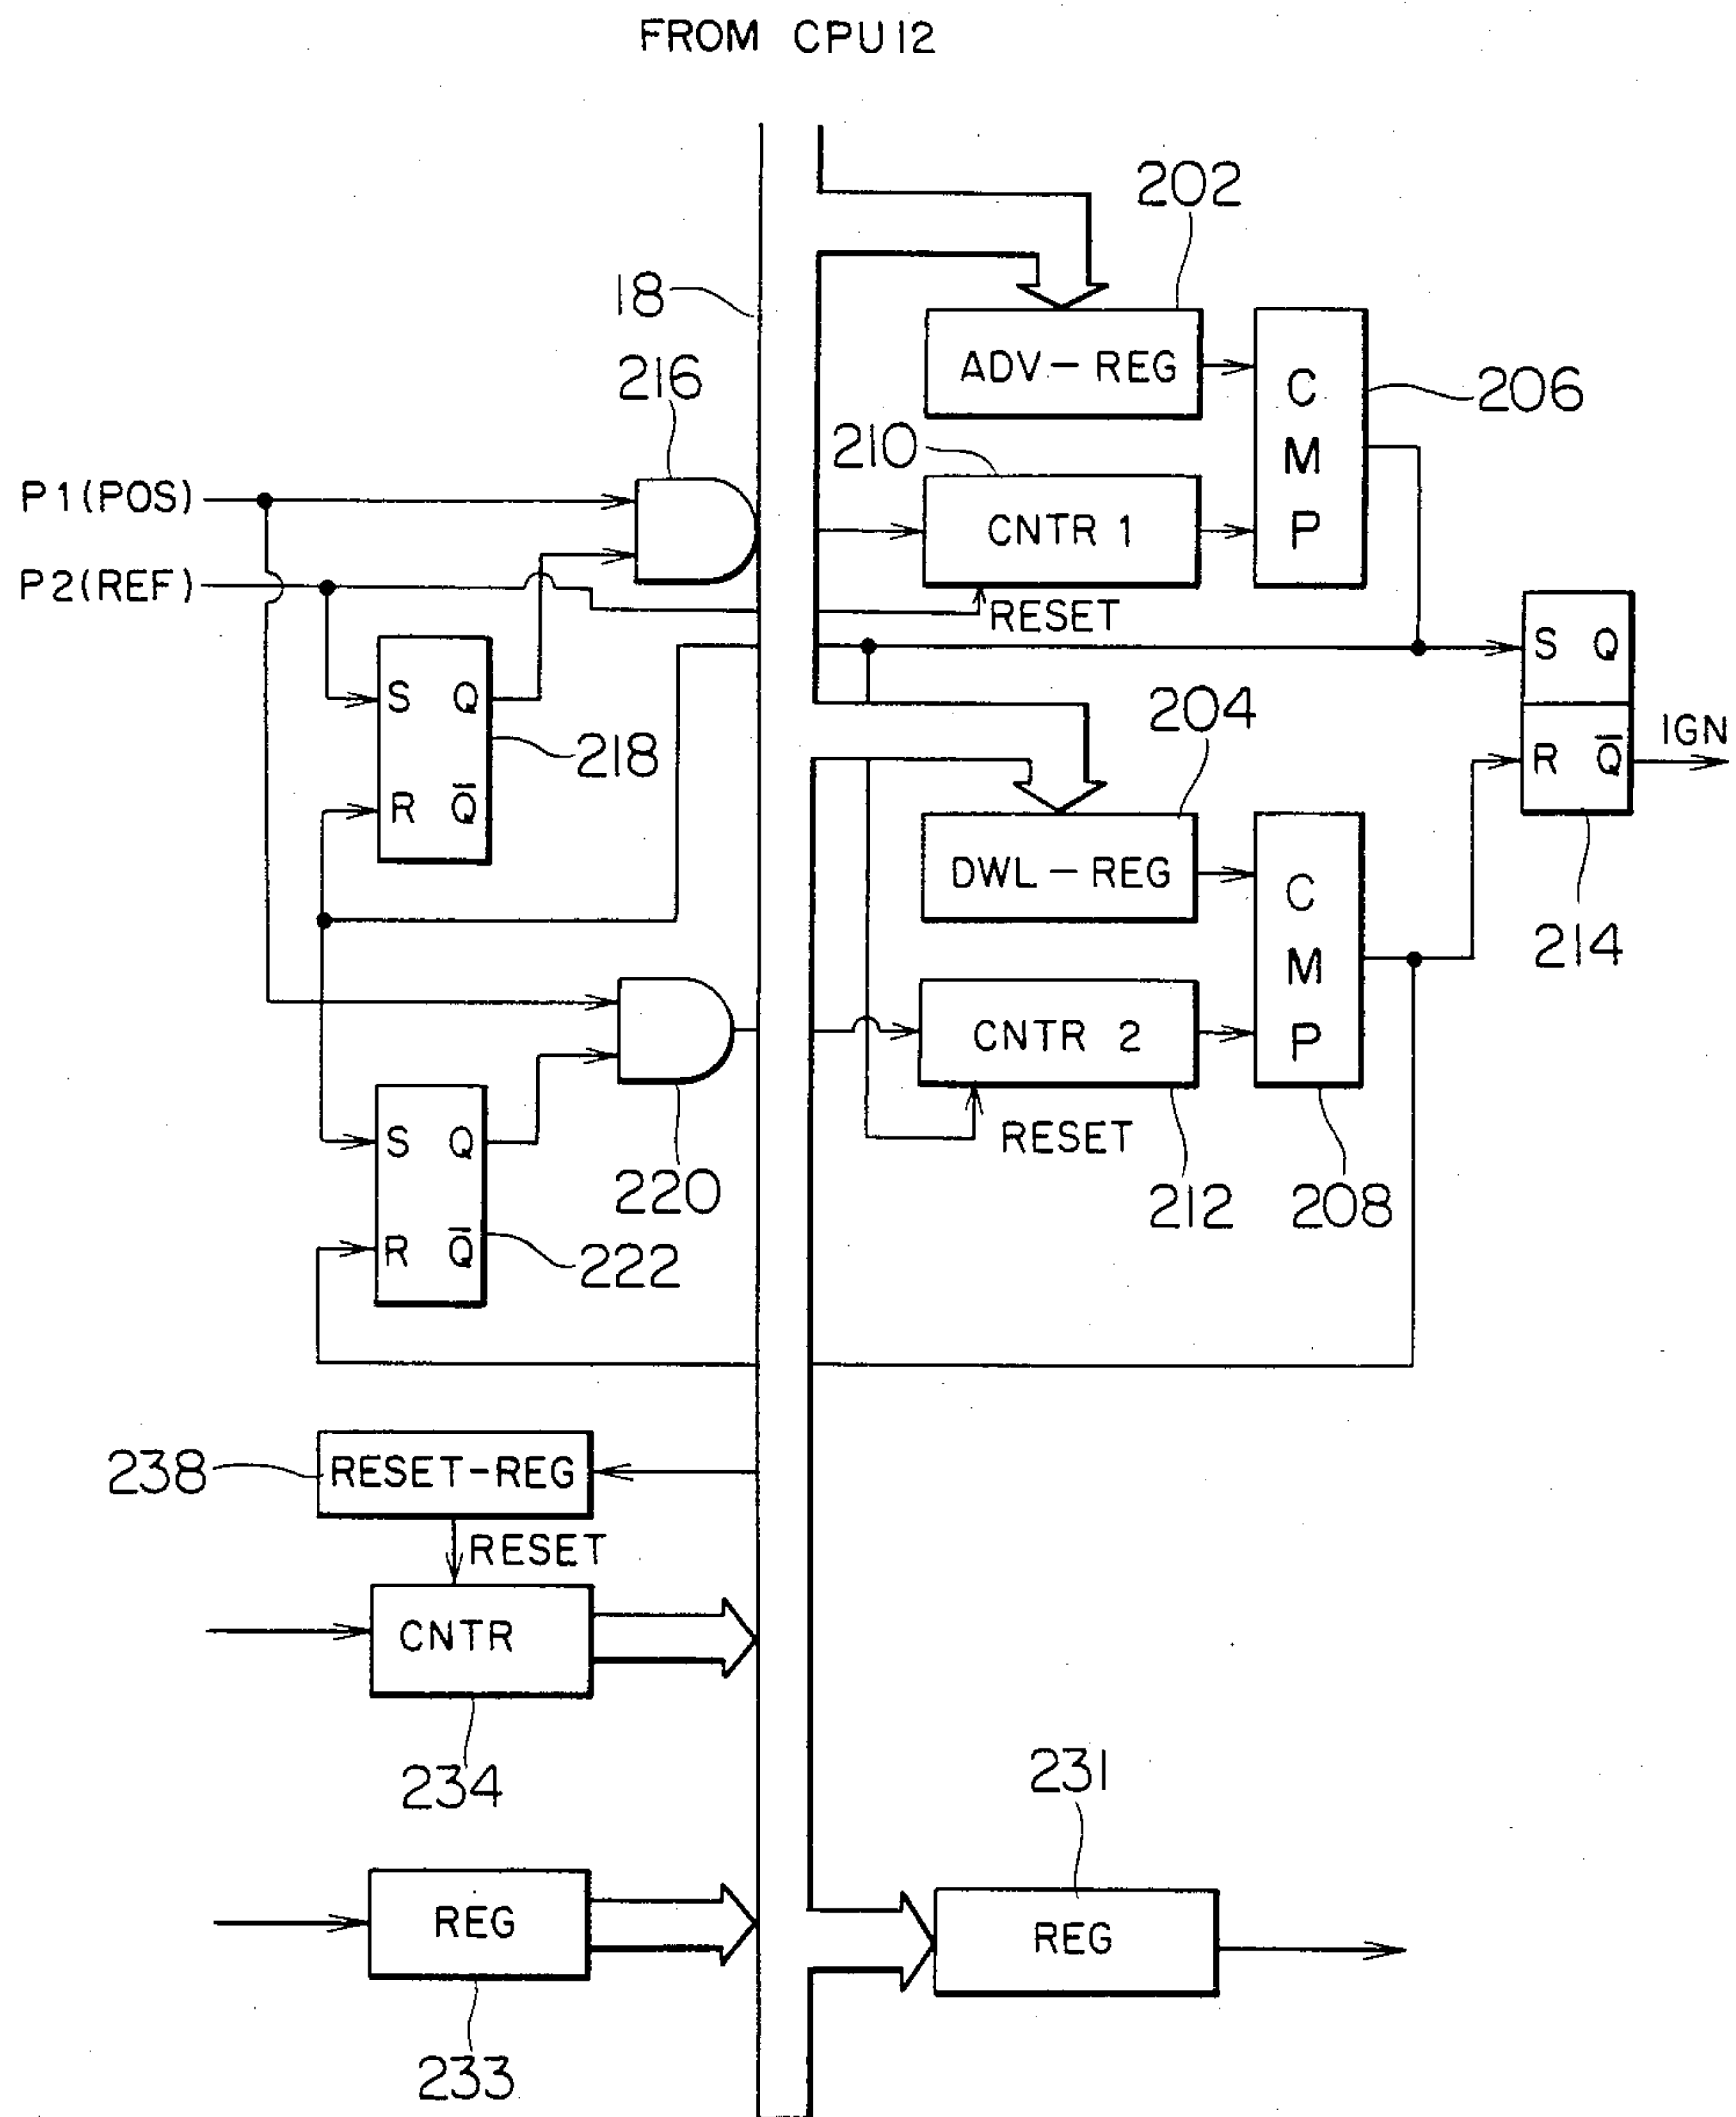 FROM CPU12
202
18
216
ADV-REG
CMP
206
210
P1(POS)
CNTR 1
P2(REF)
RESET
S Q
S Q
204
IGN
218
R Q̅
R Q̅
DWL-REG
CMP
214
CNTR 2
S Q
RESET
220
212
208
R Q̅
222
238
RESET-REG
RESET
CNTR
234
231
REG
REG
233